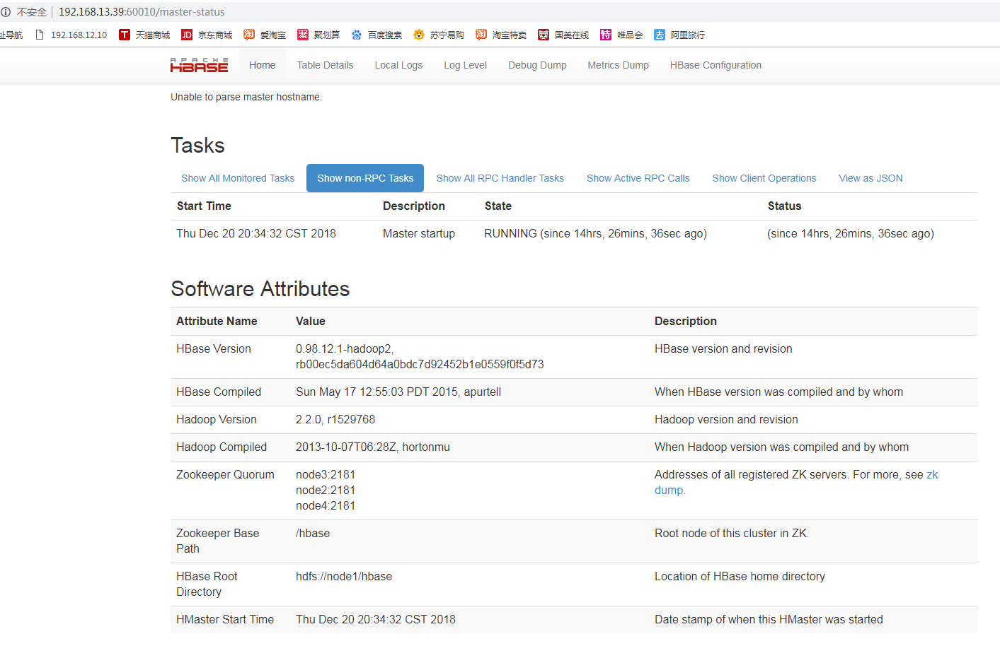 不安全 192.168.13.39:60010/master-status
址导航 192.168.12.10 T 天猫商城 JD 京东商城 淘 爱淘宝 聚 聚划算 百度搜索 苏宁易购 淘 淘宝特卖 国美在线 特 唯品会 去 阿里旅行
APACHE
HBASE Home Table Details Local Logs Log Level Debug Dump Metrics Dump HBase Configuration
Unable to parse master hostname.
Tasks
Show All Monitored Tasks Show non-RPC Tasks Show All RPC Handler Tasks Show Active RPC Calls Show Client Operations View as JSON
Start Time Description State Status
Thu Dec 20 20:34:32 CST 2018 Master startup RUNNING (since 14hrs, 26mins, 36sec ago) (since 14hrs, 26mins, 36sec ago)
Software Attributes
Attribute Name Value Description
HBase Version 0.98.12.1-hadoop2, HBase version and revision
rb00ec5da604d64a0bdc7d92452b1e0559f0f5d73
HBase Compiled Sun May 17 12:55:03 PDT 2015, apurtell When HBase version was compiled and by whom
Hadoop Version 2.2.0, r1529768 Hadoop version and revision
Hadoop Compiled 2013-10-07T06:28Z, hortonmu When Hadoop version was compiled and by whom
Zookeeper Quorum node3:2181 Addresses of all registered ZK servers. For more, see zk
node2:2181 dump.
node4:2181
Zookeeper Base /hbase Root node of this cluster in ZK.
Path
HBase Root hdfs://node1/hbase Location of HBase home directory
Directory
HMaster Start Time Thu Dec 20 20:34:32 CST 2018 Date stamp of when this HMaster was started